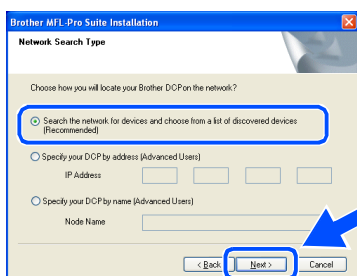 Brother MFL-Pro Suite Installation
Network Search Type
Choose how you will locate your Brother DCP on the network?
Search the network for devices and choose from a list of discovered devices
(Recommended)
Specify your DCP by address (Advanced Users)
IP Address
Specify your DCP by name (Advanced Users)
Node Name
< Back
Next >
Cancel